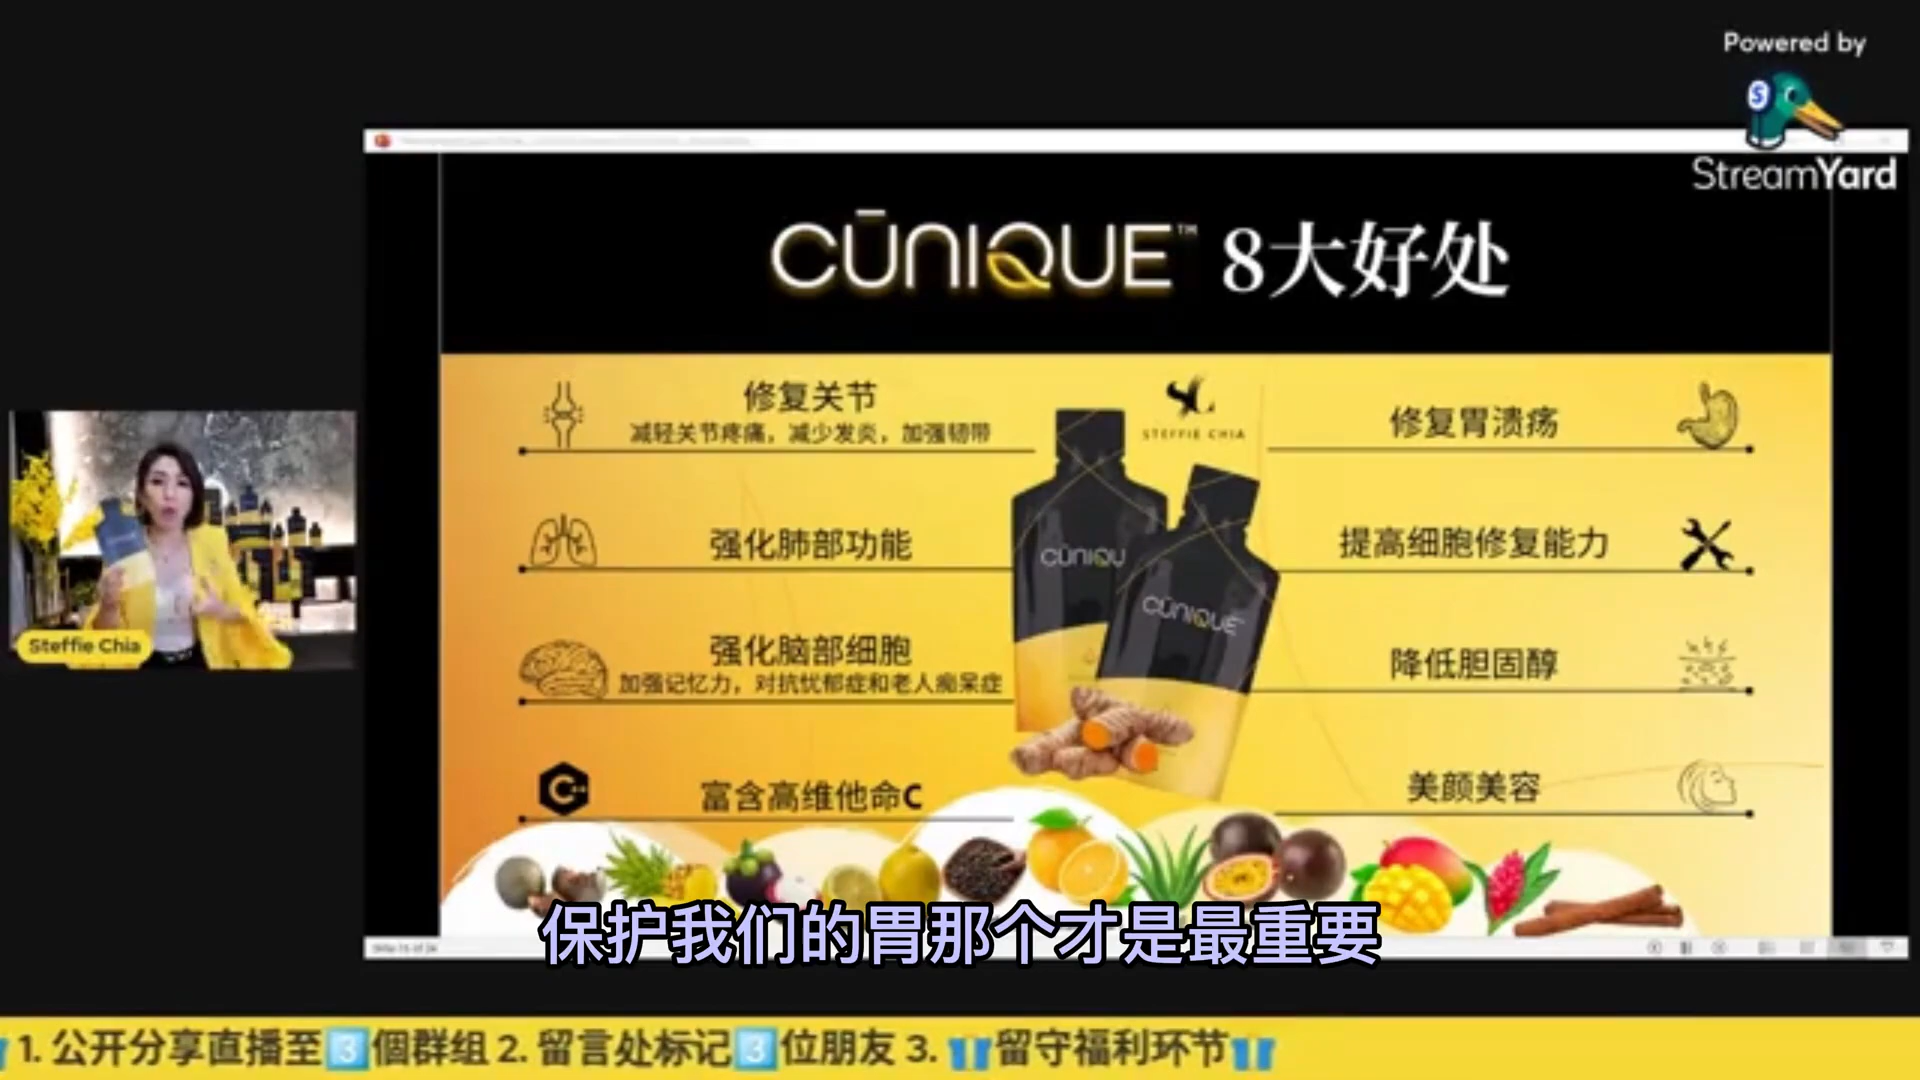 Powered by
StreamYard
CŪNIQUE™ 8大好处
修复关节
减轻关节疼痛，减少发炎，加强韧带
强化肺部功能
强化脑部细胞
加强记忆力，对抗忧郁症和老人痴呆症
C++
富含高维他命C
STEFFIE CHIA
CŪNIQU
CŪNIQUE
修复胃溃疡
提高细胞修复能力
降低胆固醇
美颜美容
Steffie Chia
保护我们的胃那个才是最重要
1. 公开分享直播至3️⃣個群组 2. 留言处标记3️⃣位朋友 3. 留守福利环节